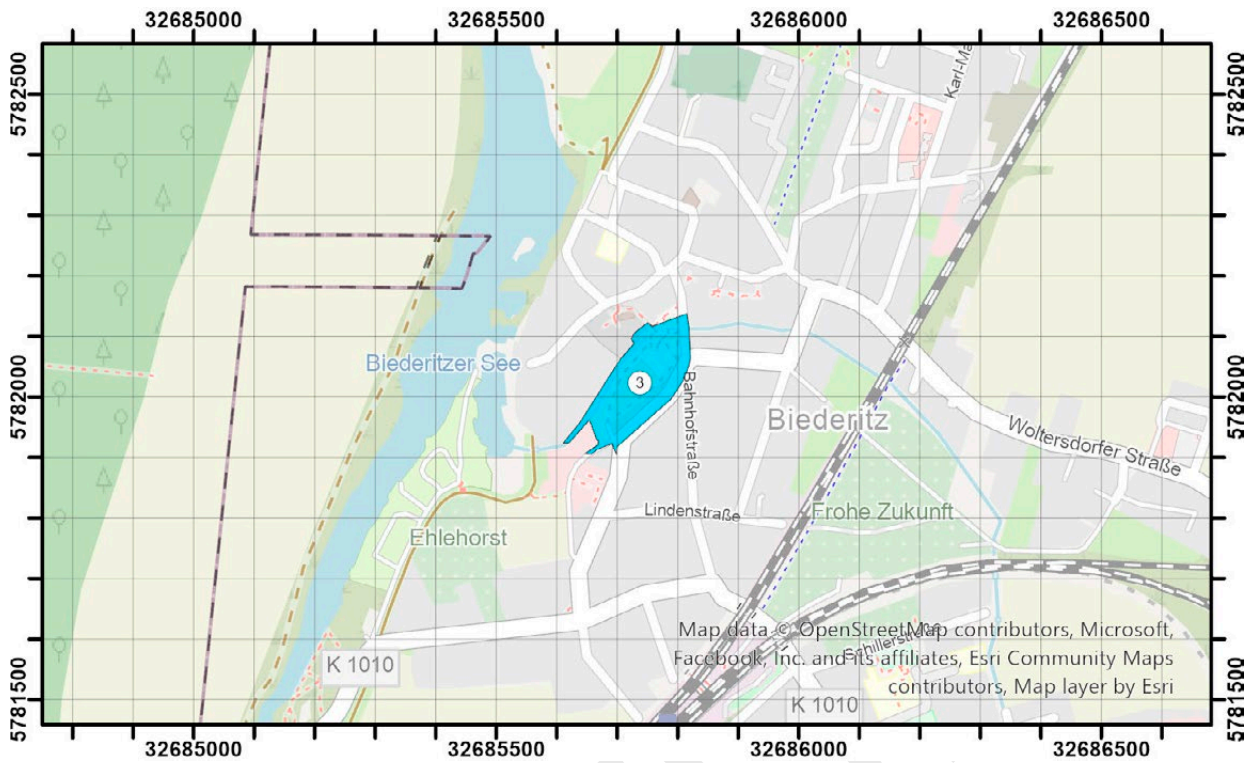 32685000 32685500 32686000 32686500
5782500 5782500
Karl-Ma
Biederitzer See
3
5782000 5782000
Bahnhofstraße
Biederitz
Woltersdorfer Straße
Lindenstraße
Frohe Zukunft
Ehlehorst
Map data © OpenStreetMap contributors, Microsoft,
Schillerstraße
Facebook, Inc. and its affiliates, Esri Community Maps
contributors, Map layer by Esri
K 1010
K 1010
5781500 5781500
32685000 32685500 32686000 32686500